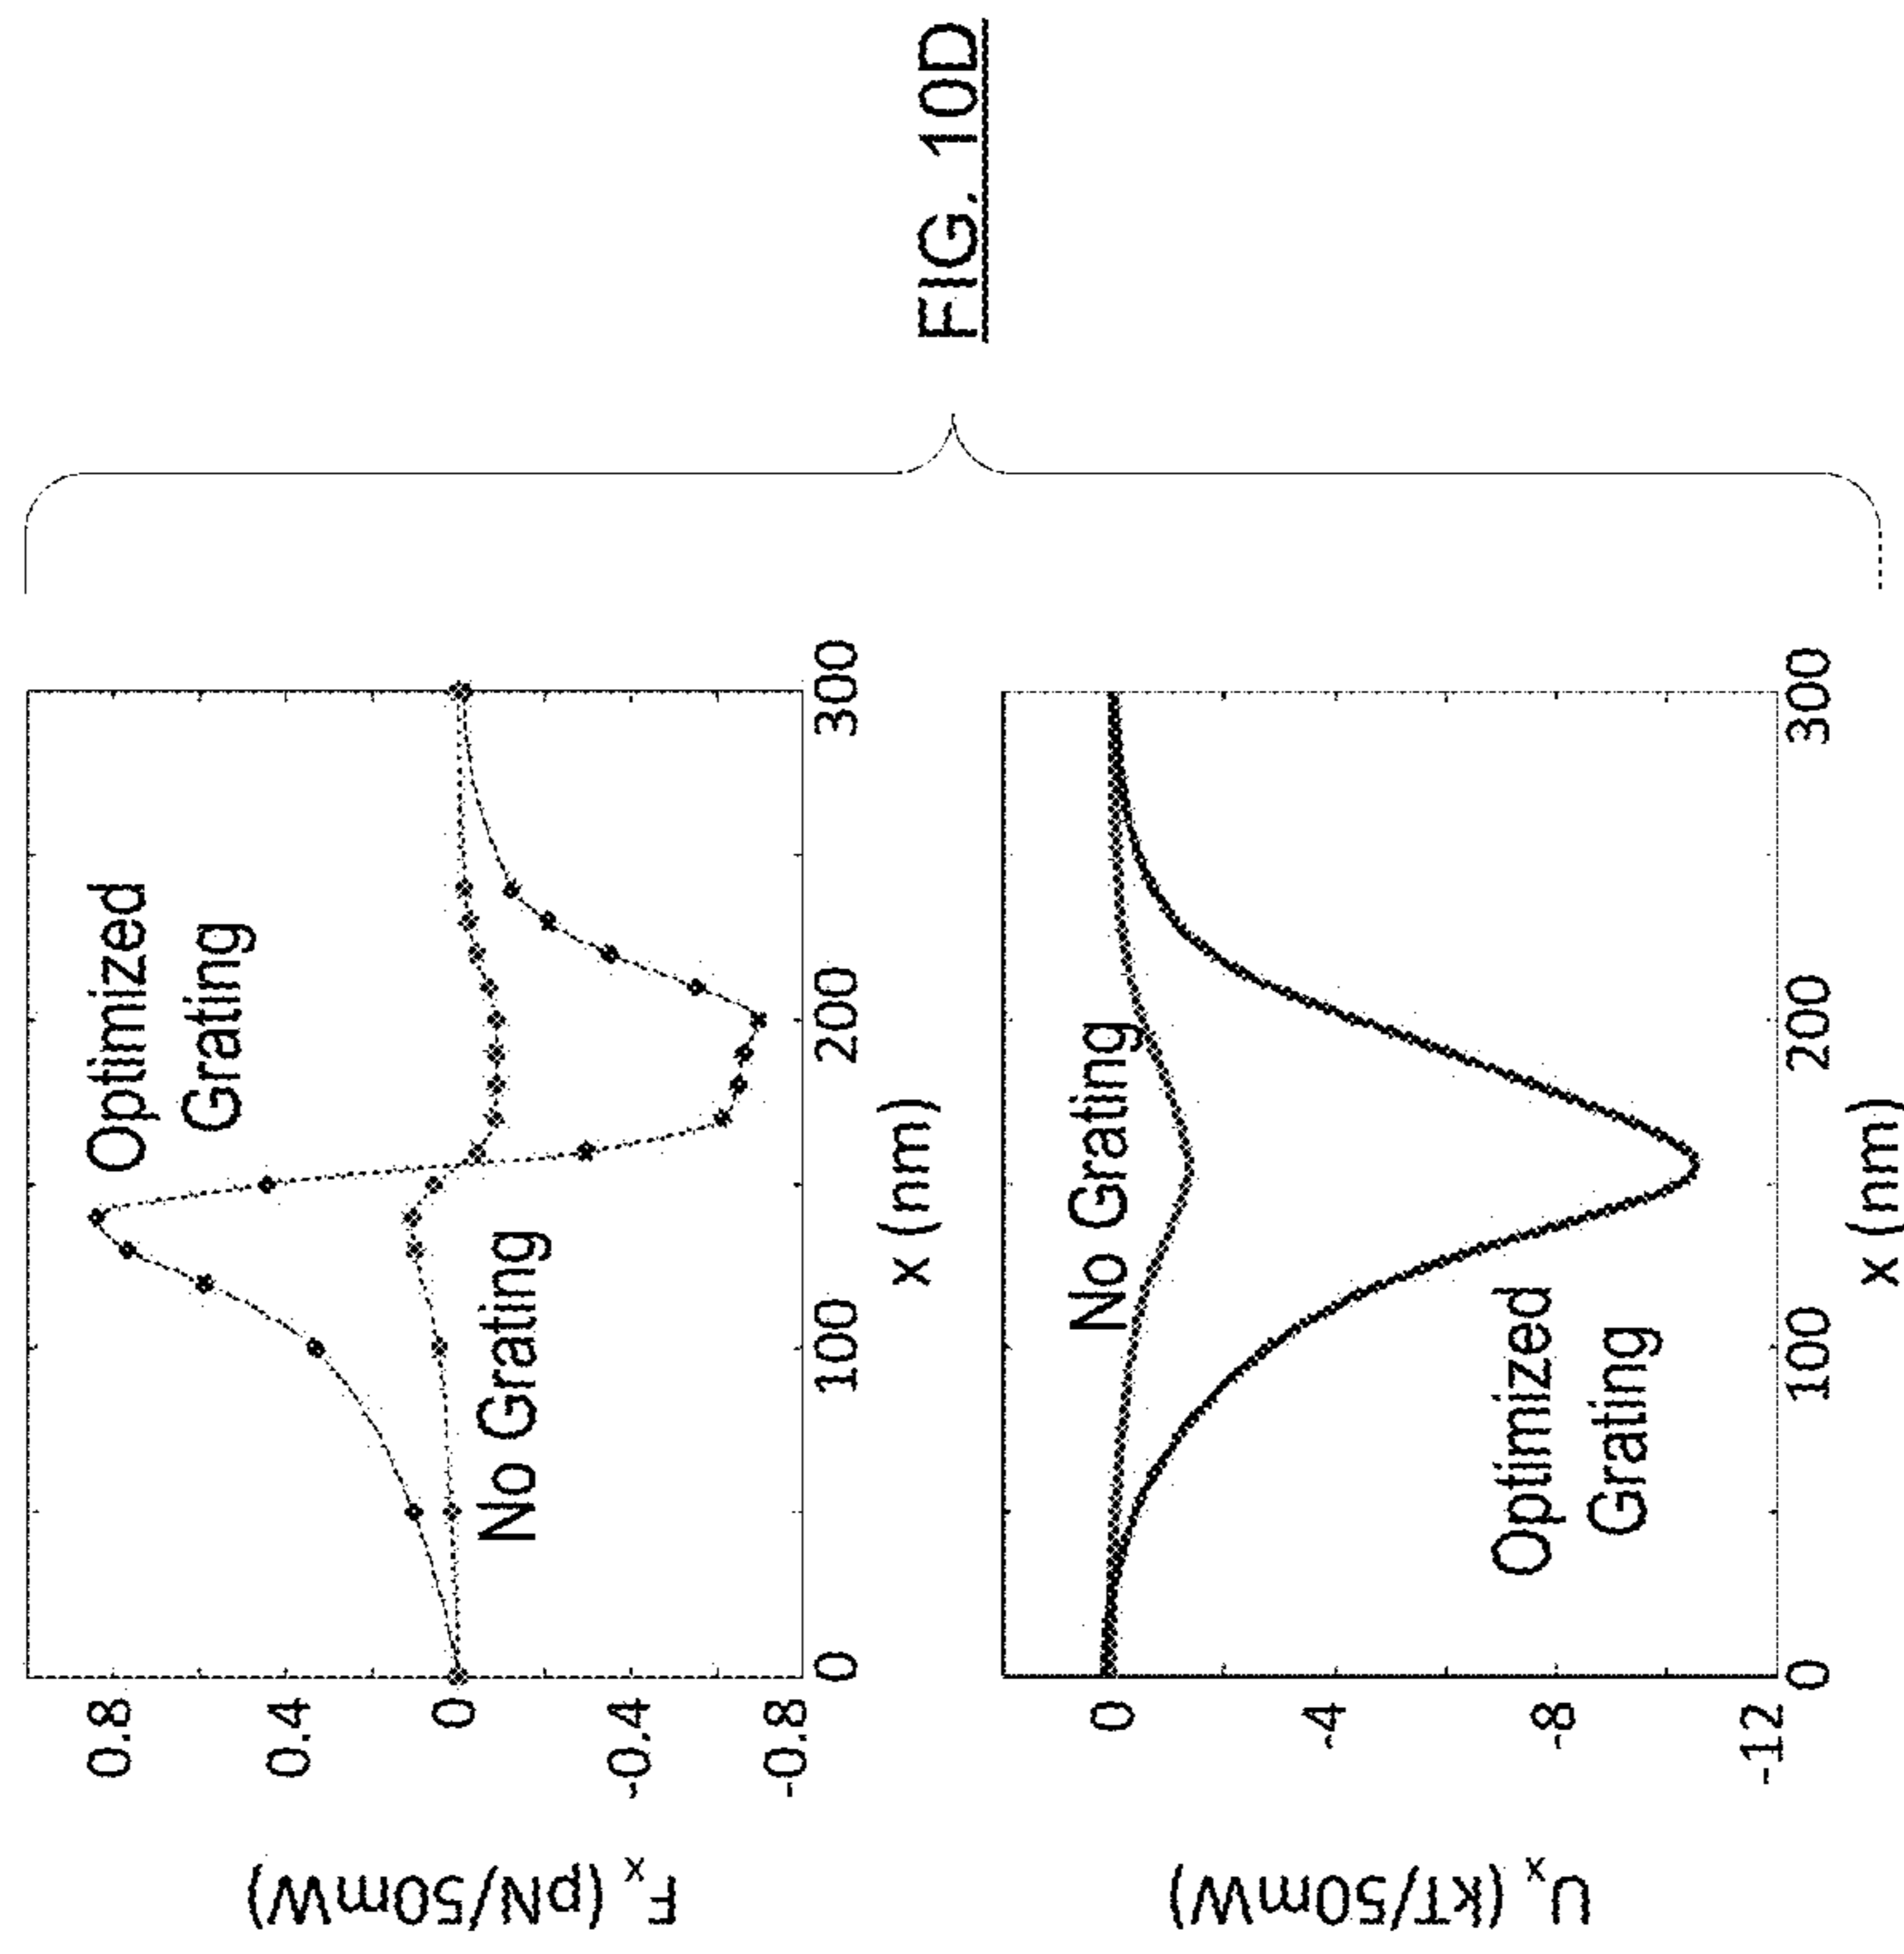 F_x (pN/50mW)
0.8
0.4
0
-0.4
-0.8
Optimized
Grating
No Grating
0
100
200
300
x (nm)
U_x (kT/50mW)
0
-4
-8
-12
No Grating
Optimized
Grating
0
100
200
300
x (nm)
FIG. 10D